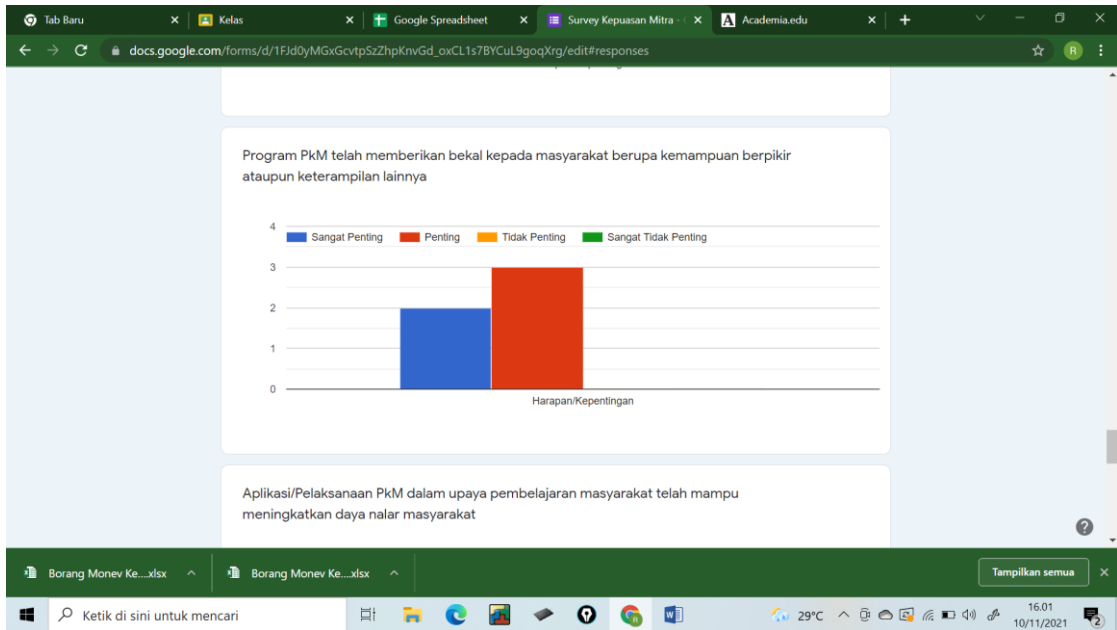 Tab Baru
Kelas
Google Spreadsheet
Survey Kepuasan Mitra -
Academia.edu
docs.google.com/forms/d/1FJd0yMGxGcvtpSzZhpKnvGd_oxCL1s7BYCuL9goqXrg/edit#responses
R
Program PkM telah memberikan bekal kepada masyarakat berupa kemampuan berpikir
ataupun keterampilan lainnya
4
Sangat Penting
Penting
Tidak Penting
Sangat Tidak Penting
3
2
1
0
Harapan/Kepentingan
Aplikasi/Pelaksanaan PkM dalam upaya pembelajaran masyarakat telah mampu
meningkatkan daya nalar masyarakat
Borang Monev Ke....xlsx
Borang Monev Ke....xlsx
Tampilkan semua
Ketik di sini untuk mencari
29°C
16.01
10/11/2021
2